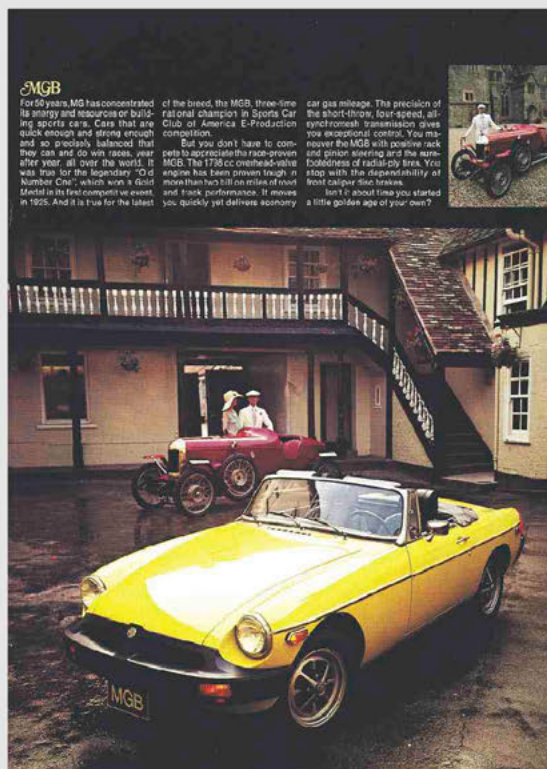 MGB
For 50 years, MG has concentrated
its energy and resources on build-
ing sports cars. Cars that are
quick enough and strong enough
and so precisely balanced that
they can and do win races, year
after year, all over the world. It
was true for the legendary "Old
Number One", which won a Gold
Medal in its first competitive event,
in 1925. And it is true for the latest
of the breed, the MGB, three-time
national champion in Sports Car
Club of America E-Production
competition.
But you don't have to com-
pete to appreciate the race-proven
MGB. The 1798 cc overhead-valve
engine has been proven tough in
more than two billion miles of road
and track performance. It moves
you quickly yet delivers economy
car gas mileage. The precision of
the short-throw, four-speed, all-
synchromesh transmission gives
you exceptional control. You ma-
neuver the MGB with positive rack
and pinion steering and the sure-
footedness of radial-ply tires. You
stop with the dependability of
front caliper disc brakes.
Isn't it about time you started
a little golden age of your own?
MGB